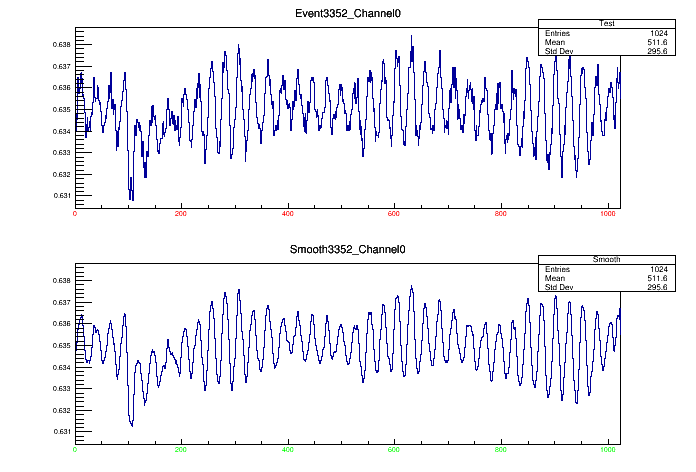 Event3352_Channel0
Test
Entries 1024
Mean 511.6
Std Dev 295.6
0.638
0.637
0.636
0.635
0.634
0.633
0.632
0.631
0 200 400 600 800 1000
Smooth3352_Channel0
Smooth
Entries 1024
Mean 511.6
Std Dev 295.6
0.638
0.637
0.636
0.635
0.634
0.633
0.632
0.631
0 200 400 600 800 1000